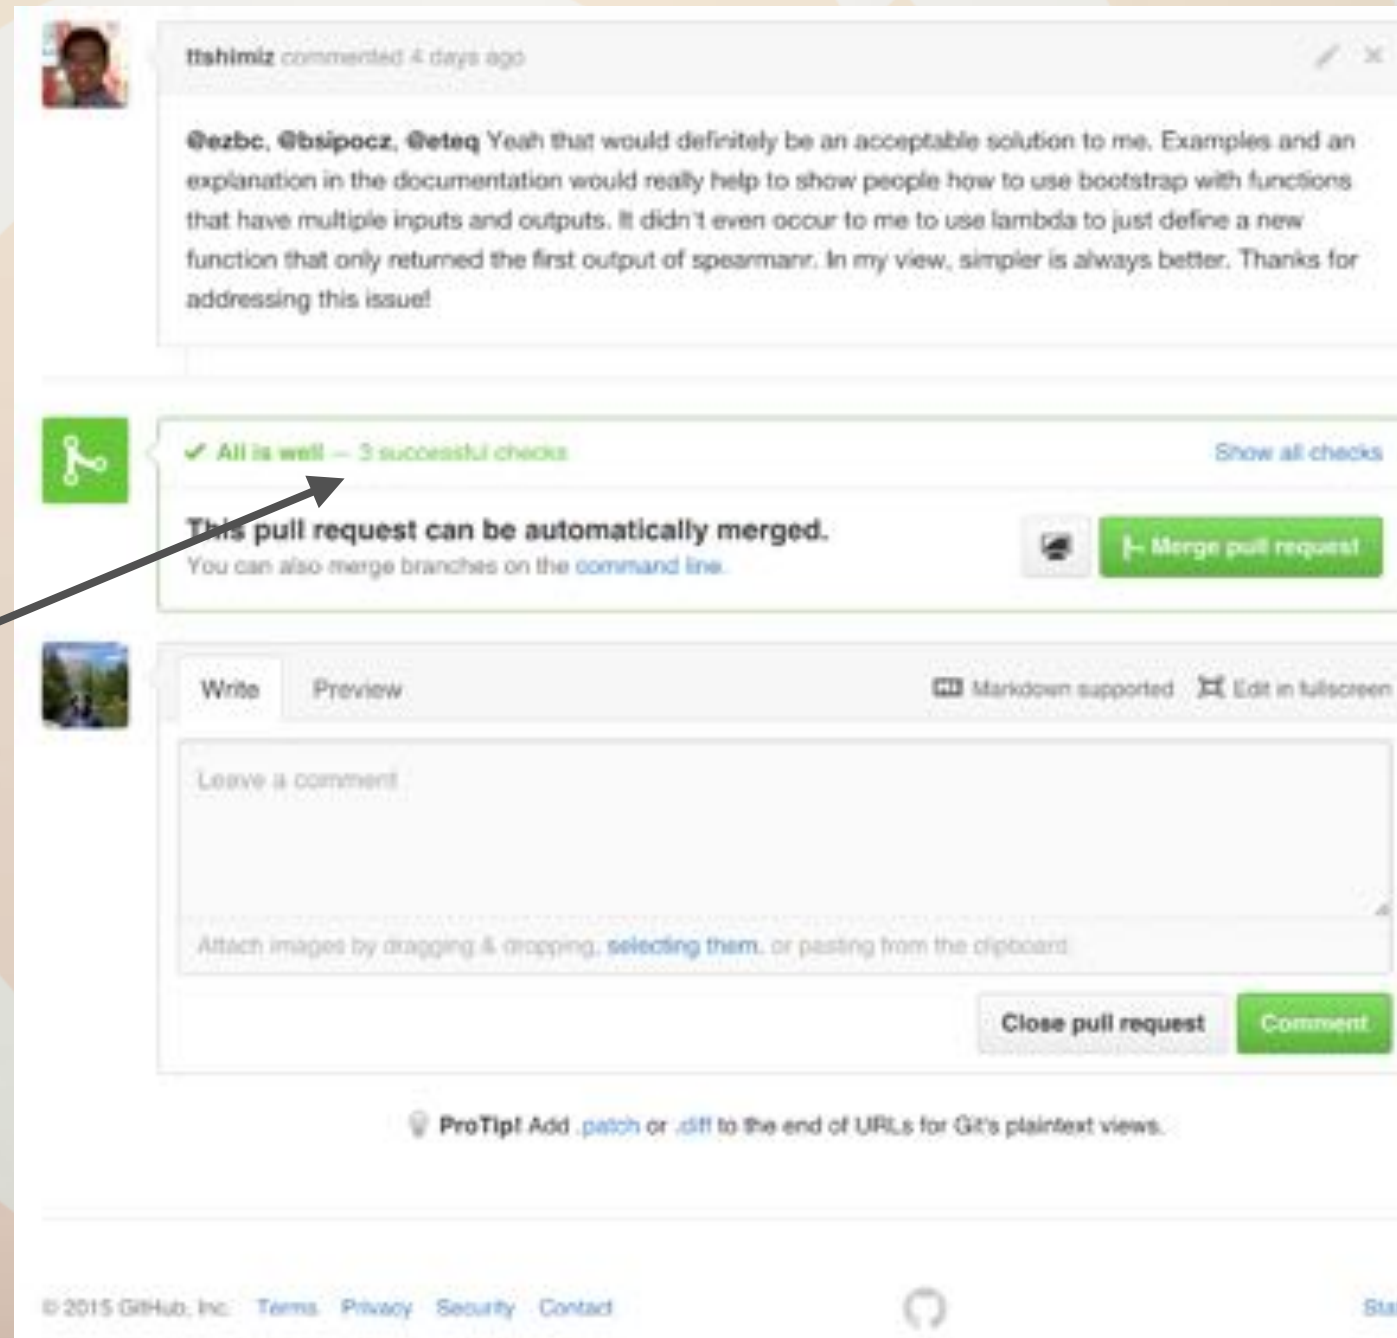 ttshimiz commented 4 days ago
@ezbc, @bsipocz, @eteq Yeah that would definitely be an acceptable solution to me. Examples and an
explanation in the documentation would really help to show people how to use bootstrap with functions
that have multiple inputs and outputs. It didn't even occur to me to use lambda to just define a new
function that only returned the first output of spearmanr. In my view, simpler is always better. Thanks for
addressing this issue!
All is well — 3 successful checks
Show all checks
This pull request can be automatically merged.
You can also merge branches on the command line.
Merge pull request
Write Preview Markdown supported Edit in fullscreen
Leave a comment
Attach images by dragging & dropping, selecting them, or pasting from the clipboard.
Close pull request Comment
ProTip! Add .patch or .diff to the end of URLs for Git's plaintext views.
© 2015 GitHub, Inc. Terms Privacy Security Contact